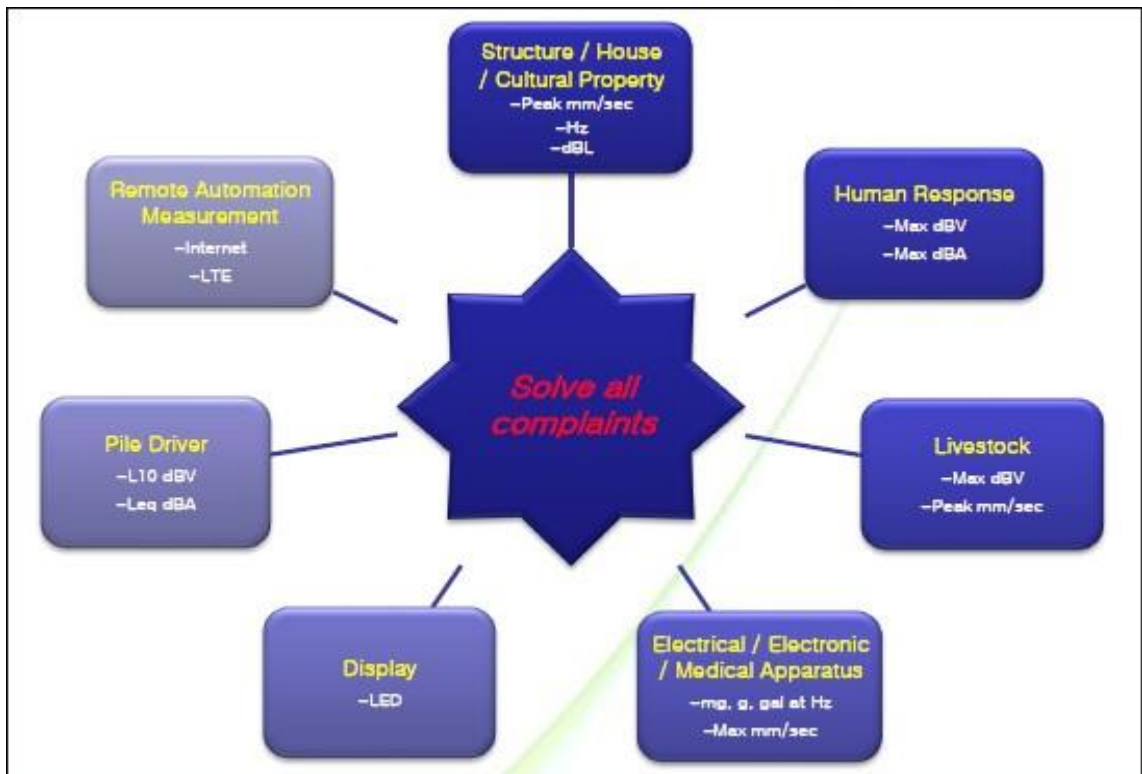 Structure / House
/ Cultural Property
-Peak mm/sec
-Hz
-dBL
Human Response
-Max dBV
-Max dBA
Livestock
-Max dBV
-Peak mm/sec
Electrical / Electronic
/ Medical Apparatus
-mg, g, gal at Hz
-Max mm/sec
Display
-LED
Pile Driver
-L10 dBV
-Leq dBA
Remote Automation
Measurement
-Internet
-LTE
Solve all
complaints